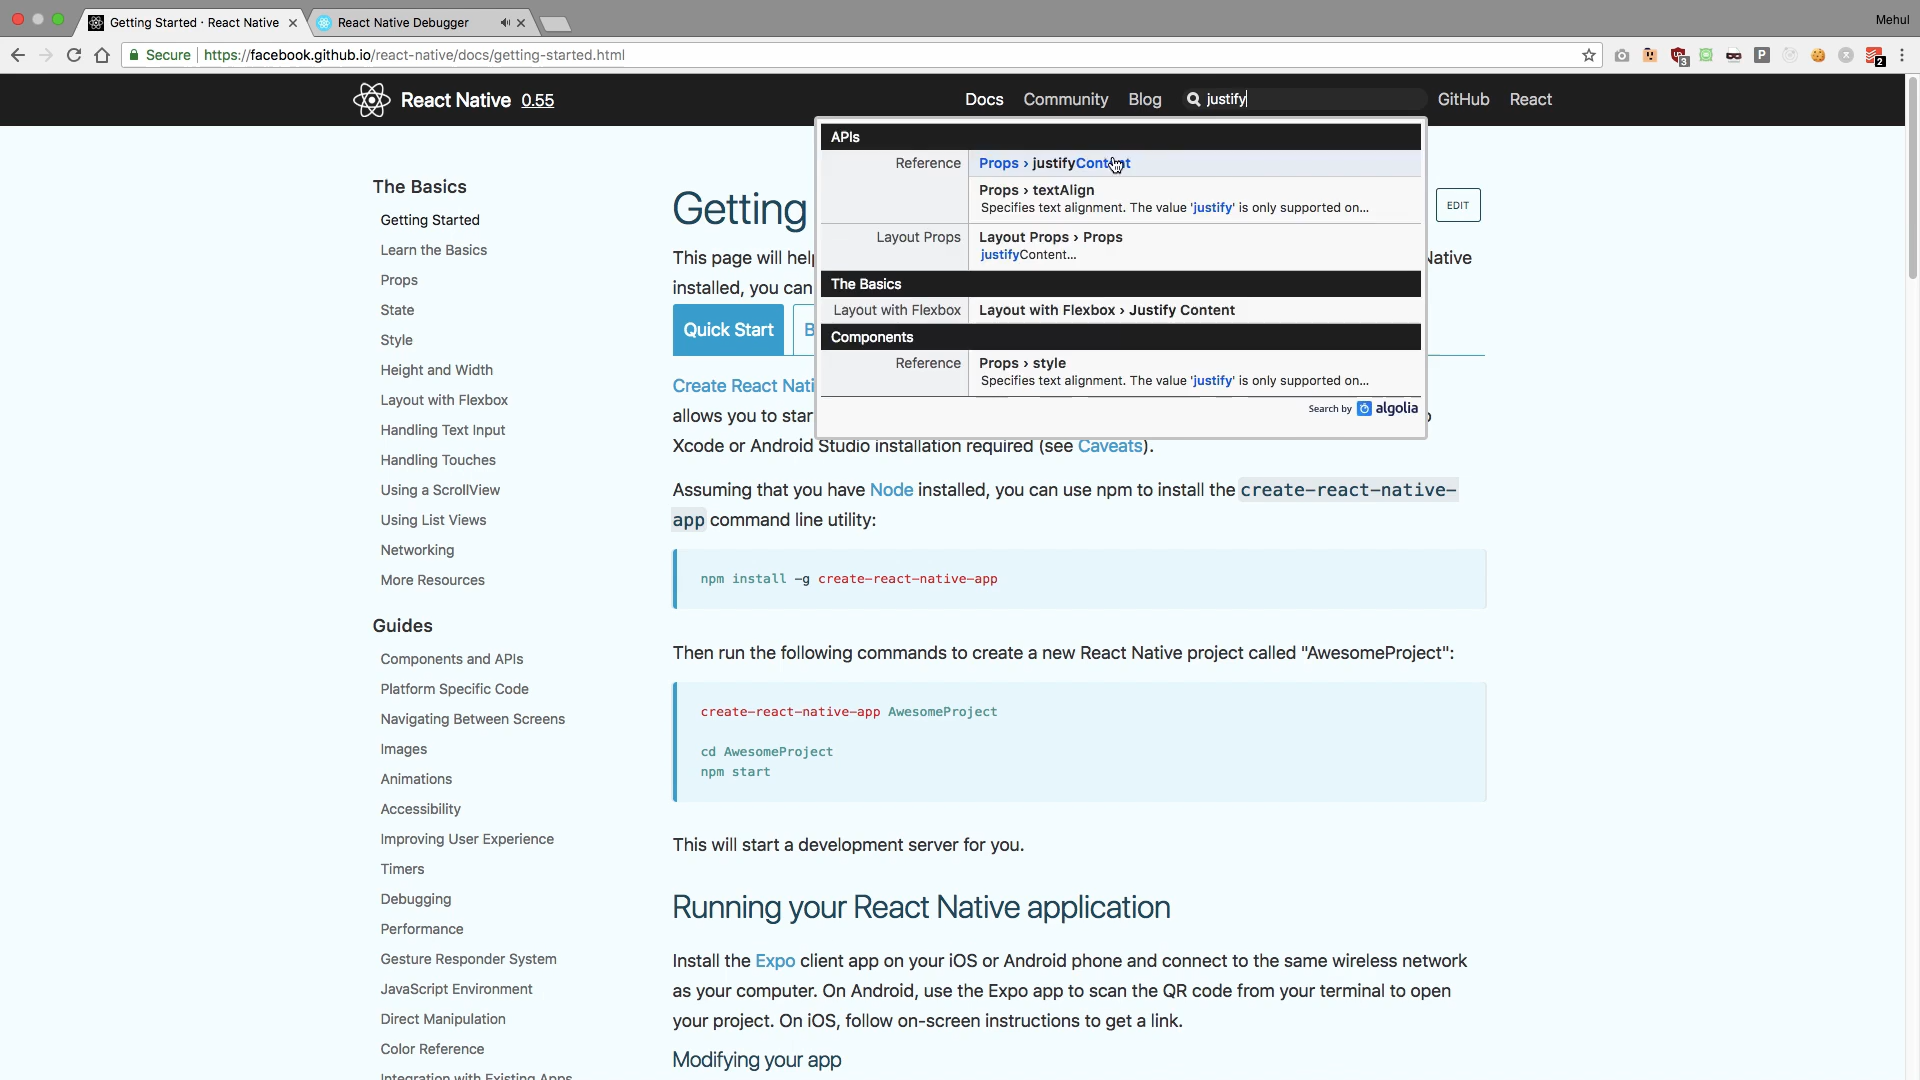 Getting Started · React Native
React Native Debugger
Mehul
Secure
https://facebook.github.io/react-native/docs/getting-started.html
3
P
2
React Native 0.55
Docs
Community
Blog
justify
GitHub
React
APIs
Reference
Props › justifyContent
Props › textAlign
Specifies text alignment. The value 'justify' is only supported on...
Layout Props
Layout Props › Props
justifyContent...
The Basics
Layout with Flexbox
Layout with Flexbox › Justify Content
Components
Reference
Props › style
Specifies text alignment. The value 'justify' is only supported on...
Search by algolia
The Basics
Getting Started
Learn the Basics
Props
State
Style
Height and Width
Layout with Flexbox
Handling Text Input
Handling Touches
Using a ScrollView
Using List Views
Networking
More Resources
Guides
Components and APIs
Platform Specific Code
Navigating Between Screens
Images
Animations
Accessibility
Improving User Experience
Timers
Debugging
Performance
Gesture Responder System
JavaScript Environment
Direct Manipulation
Color Reference
Integration with Existing Apps
Getting
EDIT
This page will hel
Native
installed, you can
Quick Start
B
Create React Nati
allows you to star
Xcode or Android Studio installation required (see Caveats).
Assuming that you have Node installed, you can use npm to install the create-react-native-
app command line utility:
npm install -g create-react-native-app
Then run the following commands to create a new React Native project called "AwesomeProject":
create-react-native-app AwesomeProject
cd AwesomeProject
npm start
This will start a development server for you.
Running your React Native application
Install the Expo client app on your iOS or Android phone and connect to the same wireless network
as your computer. On Android, use the Expo app to scan the QR code from your terminal to open
your project. On iOS, follow on-screen instructions to get a link.
Modifying your app